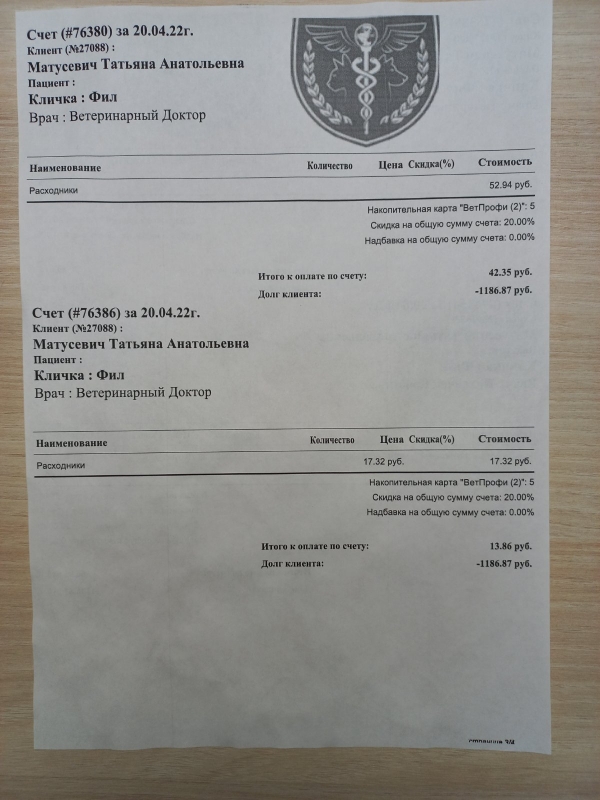 Счет (#76380) за 20.04.22г.
Клиент (№27088) :
Матусевич Татьяна Анатольевна
Пациент :
Кличка : Фил
Врач : Ветеринарный Доктор
Наименование Количество Цена Скидка(%) Стоимость
Расходники 52.94 руб.
Накопительная карта "ВетПрофи (2)": 5
Скидка на общую сумму счета: 20.00%
Надбавка на общую сумму счета: 0.00%
Итого к оплате по счету: 42.35 руб.
Долг клиента: -1186.87 руб.
Счет (#76386) за 20.04.22г.
Клиент (№27088) :
Матусевич Татьяна Анатольевна
Пациент :
Кличка : Фил
Врач : Ветеринарный Доктор
Наименование Количество Цена Скидка(%) Стоимость
Расходники 17.32 руб. 17.32 руб.
Накопительная карта "ВетПрофи (2)": 5
Скидка на общую сумму счета: 20.00%
Надбавка на общую сумму счета: 0.00%
Итого к оплате по счету: 13.86 руб.
Долг клиента: -1186.87 руб.